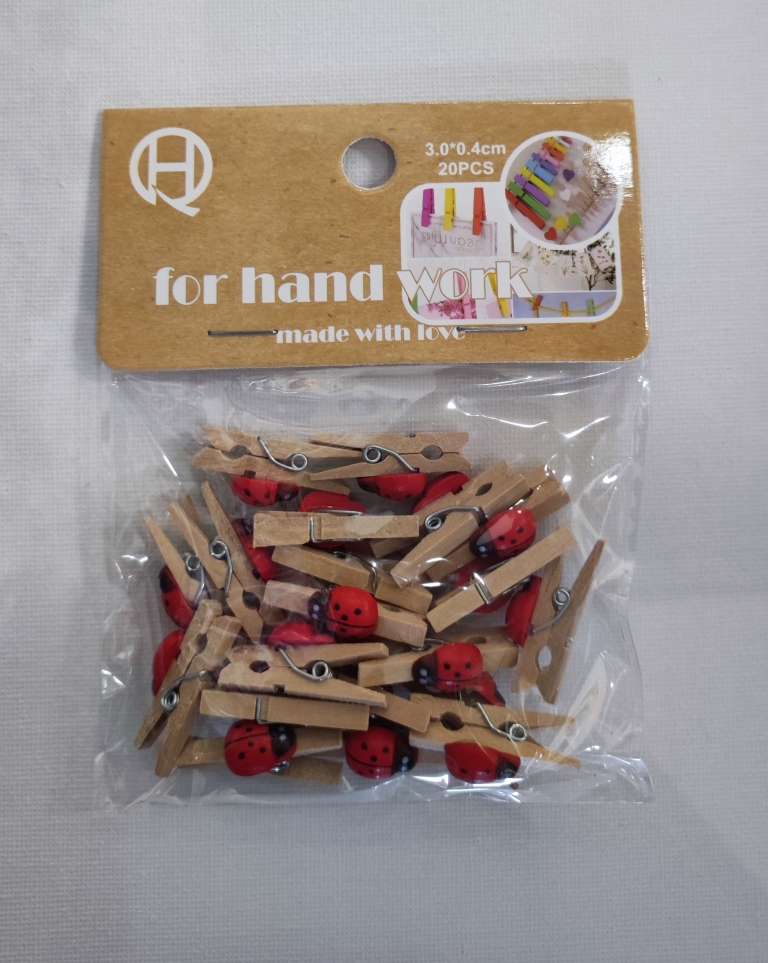 HQ
3.0*0.4cm
20PCS
for hand work
made with love